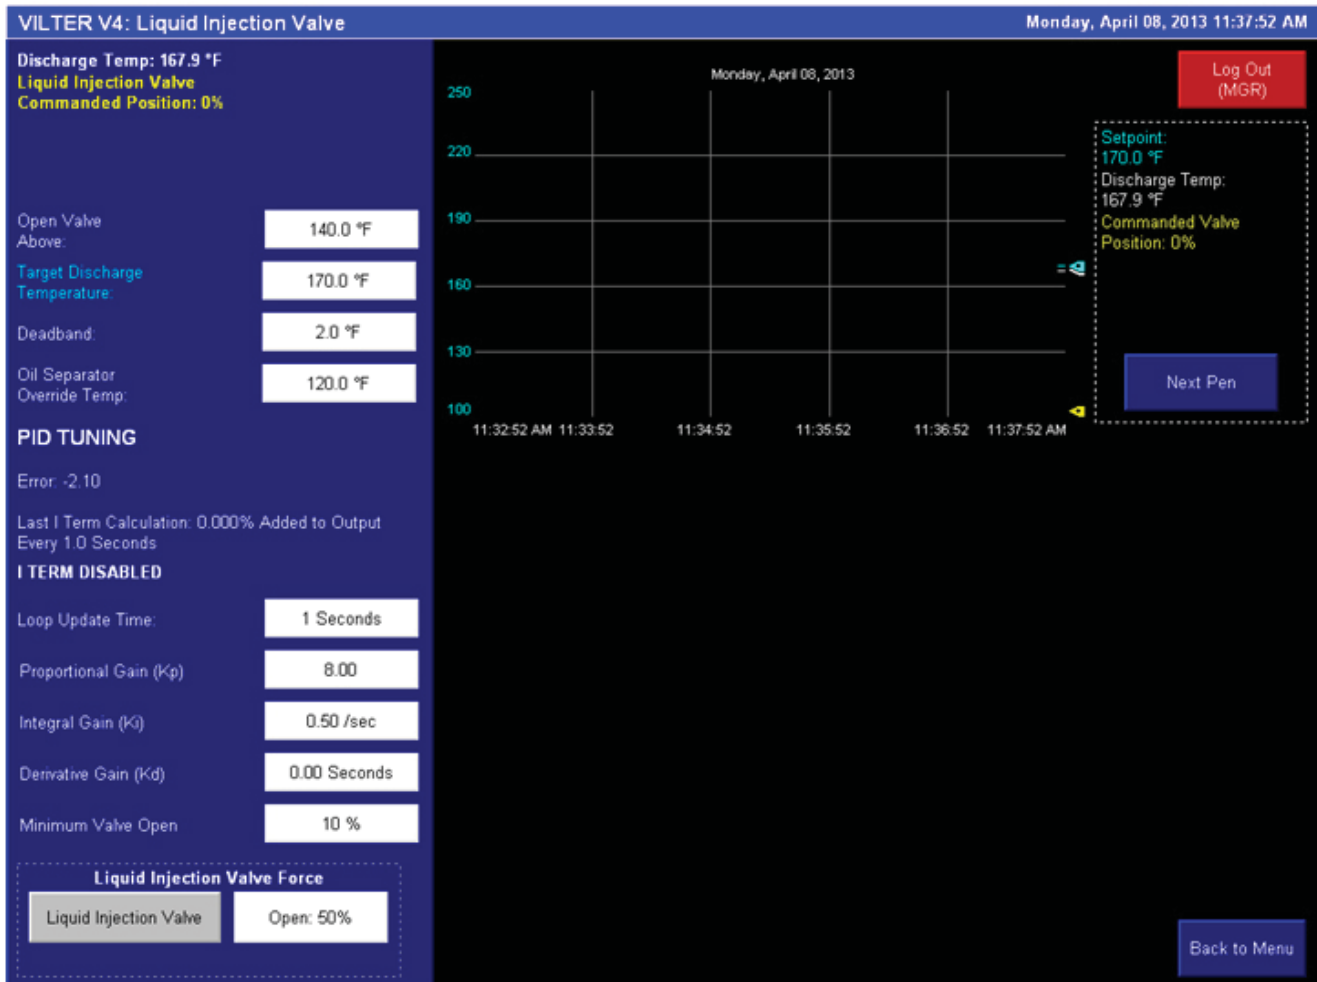 VILTER V4: Liquid Injection Valve
Monday, April 08, 2013 11:37:52 AM
Discharge Temp: 167.9 °F
Liquid Injection Valve
Commanded Position: 0%
Open Valve
Above:
140.0 °F
Target Discharge
Temperature:
170.0 °F
Deadband:
2.0 °F
Oil Separator
Override Temp:
120.0 °F
PID TUNING
Error: -2.10
Last I Term Calculation: 0.000% Added to Output
Every 1.0 Seconds
I TERM DISABLED
Loop Update Time:
1 Seconds
Proportional Gain (Kp)
8.00
Integral Gain (Ki)
0.50 /sec
Derivative Gain (Kd)
0.00 Seconds
Minimum Valve Open
10 %
Liquid Injection Valve Force
Liquid Injection Valve
Open: 50%
Monday, April 08, 2013
250
220
190
160
130
100
11:32:52 AM 11:33:52 11:34:52 11:35:52 11:36:52 11:37:52 AM
Log Out
(MGR)
Setpoint:
170.0 °F
Discharge Temp:
167.9 °F
Commanded Valve
Position: 0%
Next Pen
Back to Menu